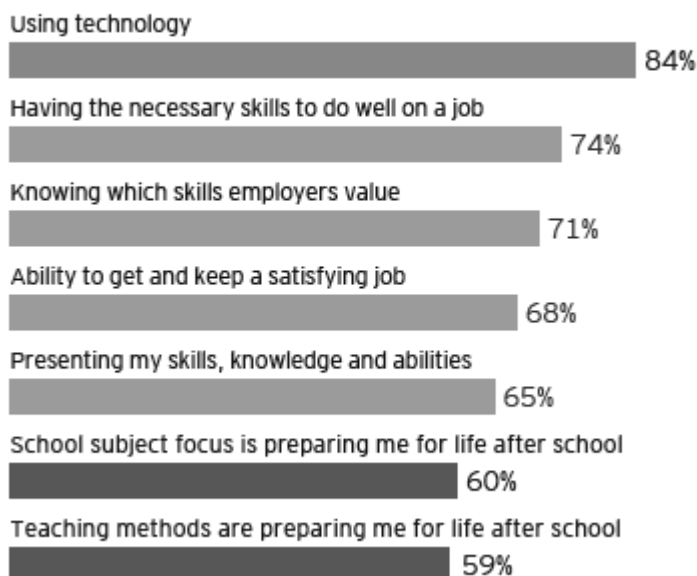 Using technology
84%
Having the necessary skills to do well on a job
74%
Knowing which skills employers value
71%
Ability to get and keep a satisfying job
68%
Presenting my skills, knowledge and abilities
65%
School subject focus is preparing me for life after school
60%
Teaching methods are preparing me for life after school
59%